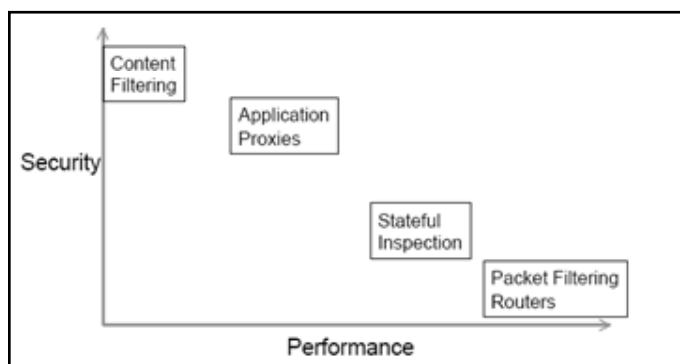 Content
Filtering
Application
Proxies
Security
Stateful
Inspection
Packet Filtering
Routers
Performance